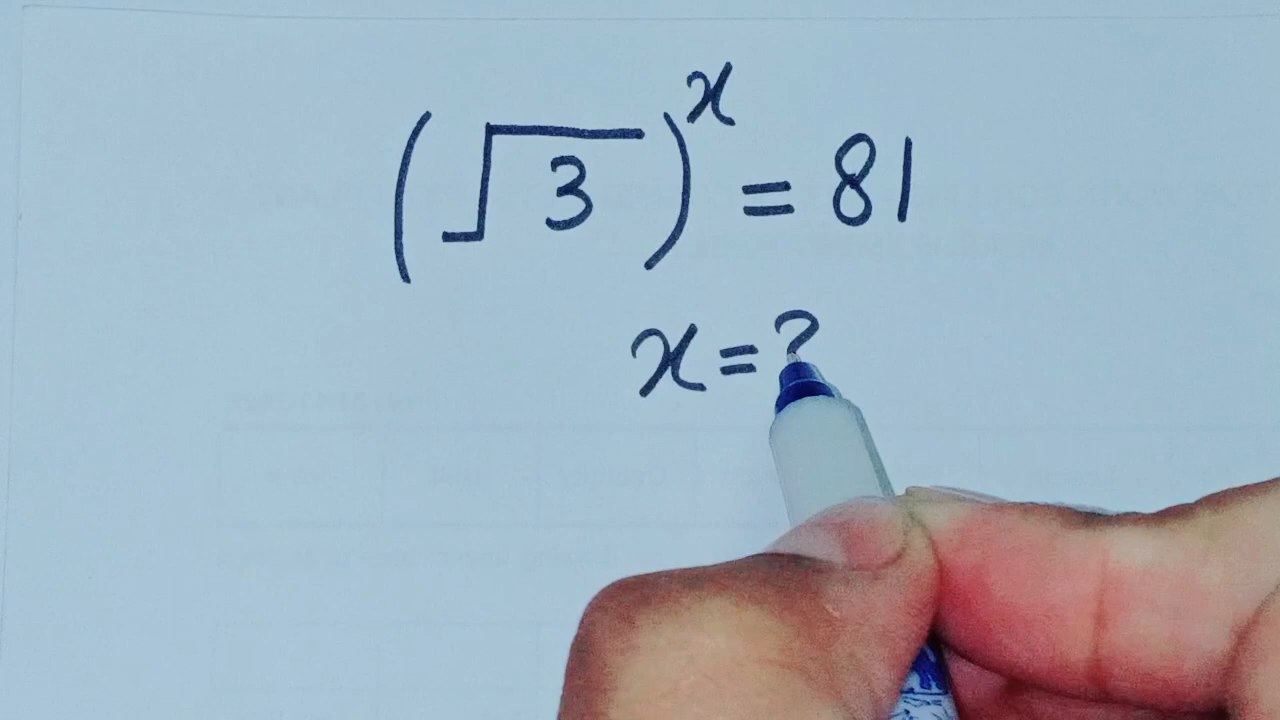 (√3)^x = 81
x = ?